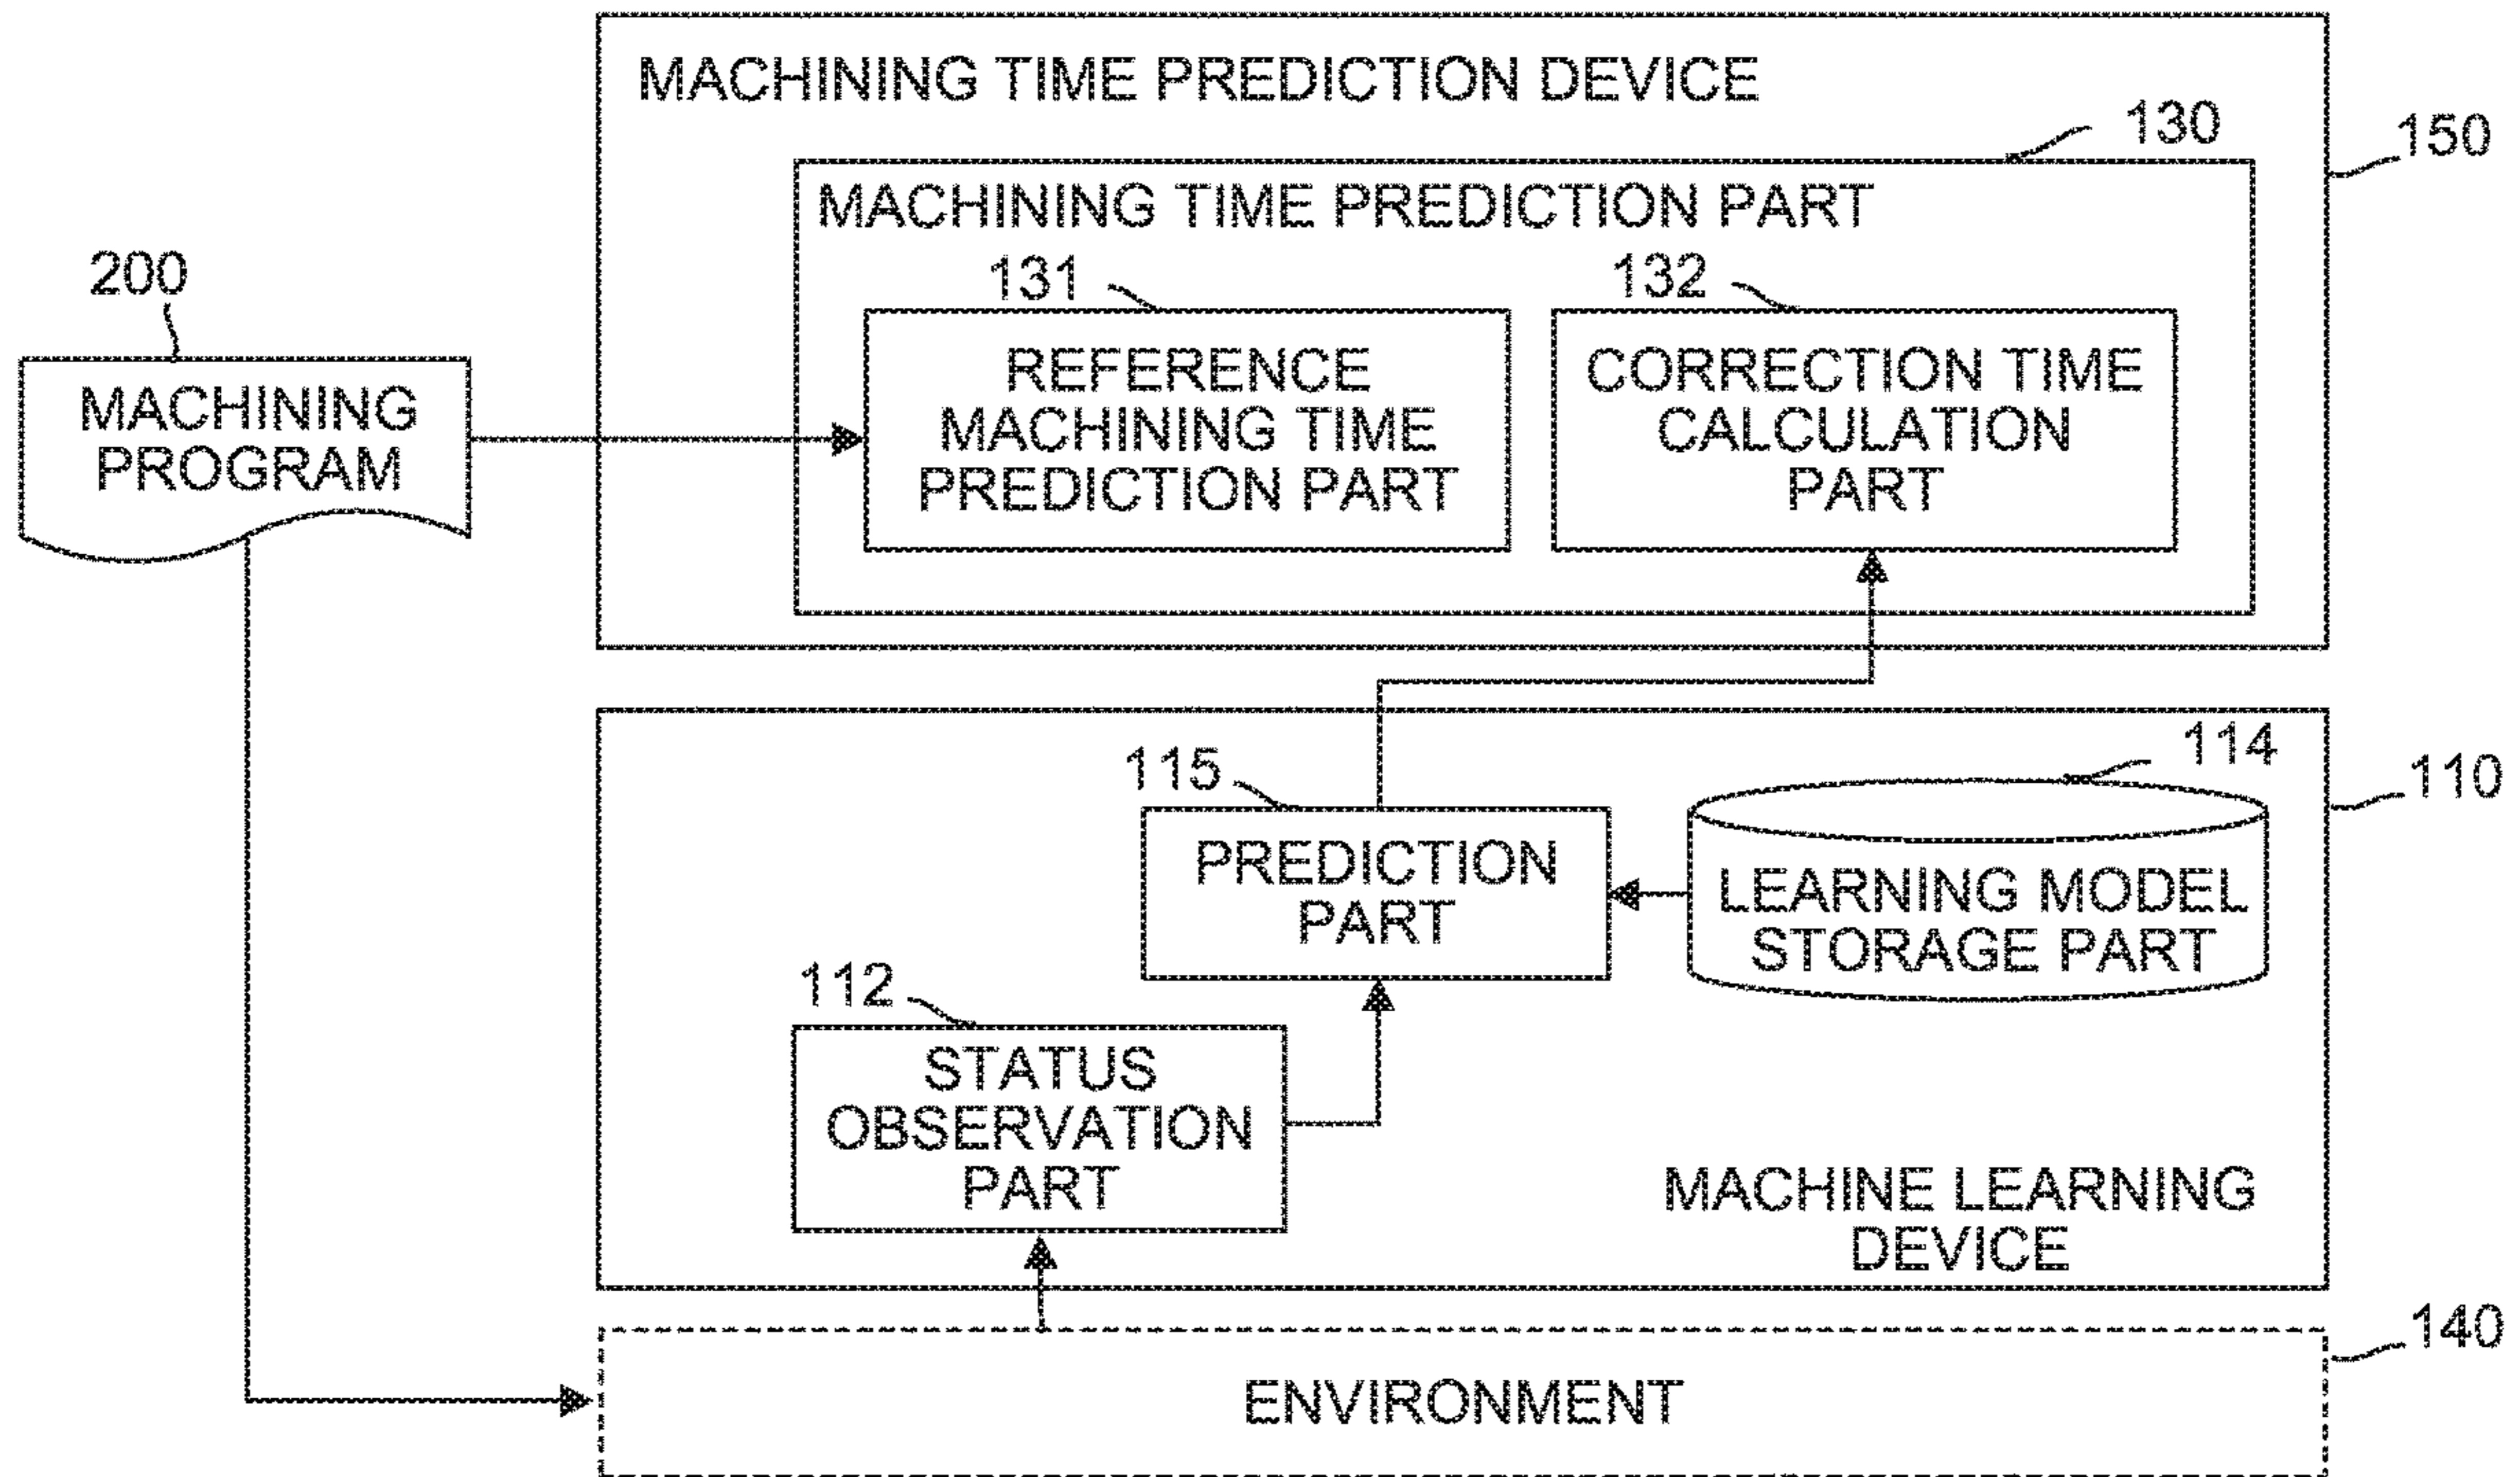 MACHINING TIME PREDICTION DEVICE
130
150
MACHINING TIME PREDICTION PART
200
131
132
MACHINING
PROGRAM
REFERENCE
MACHINING TIME
PREDICTION PART
CORRECTION TIME
CALCULATION
PART
115
114
110
PREDICTION
PART
LEARNING MODEL
STORAGE PART
112
STATUS
OBSERVATION
PART
MACHINE LEARNING
DEVICE
140
ENVIRONMENT